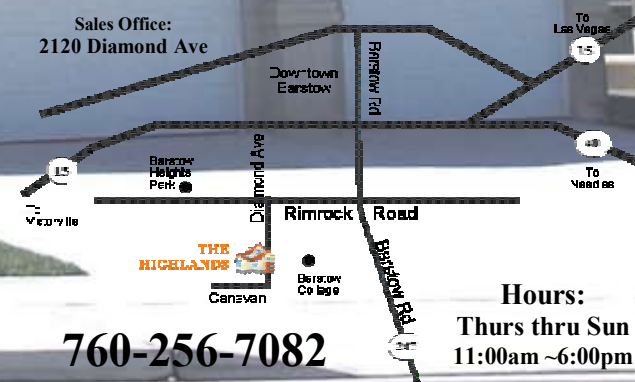 Sales Office:
2120 Diamond Ave
To
Las Vegas
15
Downtown
Barstow
Barstow Rd
40
To
Needles
15
To
Victorville
Barstow
Heights
Park
Diamond Ave
Rimrock Road
THE
HIGHLANDS
Barstow
College
Canavan
Barstow Rd
760-256-7082
Hours:
Thurs thru Sun
11:00am ~6:00pm